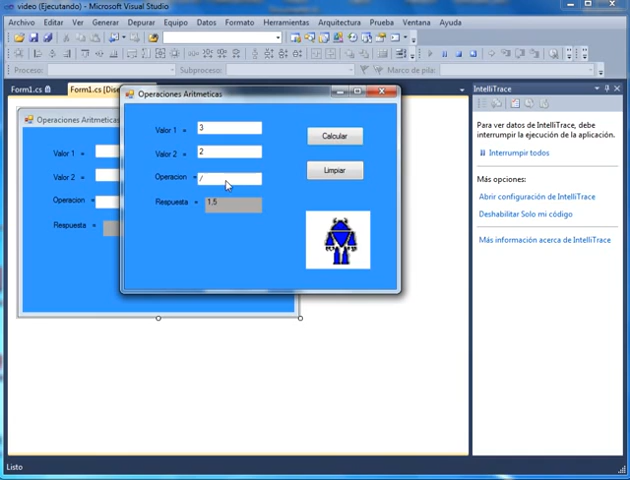 video (Ejecutando) - Microsoft Visual Studio
Archivo Editar Ver Generar Depurar Equipo Datos Formato Herramientas Arquitectura Prueba Ventana Ayuda
Proceso: Subproceso: Marco de pila:
Form1.cs Form1.cs [Dise
IntelliTrace
Operaciones Aritmeticas
Valor 1 =
Valor 2 =
Operacion =
Respuesta =
Operaciones Aritmeticas
Valor 1 = 3
Valor 2 = 2
Operacion = /
Respuesta = 1,5
Calcular
Limpiar
Para ver datos de IntelliTrace, debe
interrumpir la ejecución de la aplicación.
Interrumpir todos
Más opciones:
Abrir configuración de IntelliTrace
Deshabilitar Solo mi código
Más información acerca de IntelliTrace
Listo